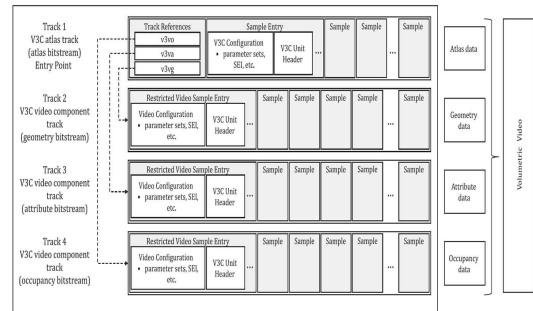 Track 1
V3C atlas track
(atlas bitstream)
Entry Point
Track References
v3vo
v3va
v3vg
Sample Entry
V3C Configuration
• parameter sets,
SEI, etc.
V3C Unit
Header
...
Sample
Sample
Sample
...
Sample
Atlas data
Track 2
V3C video component
track
(geometry bitstream)
Restricted Video Sample Entry
Video Configuration
• parameter sets, SEI,
etc.
V3C Unit
Header
...
Sample
Sample
Sample
Sample
...
Sample
Geometry
data
Track 3
V3C video component
track
(attribute bitstream)
Restricted Video Sample Entry
Video Configuration
• parameter sets, SEI,
etc.
V3C Unit
Header
...
Sample
Sample
Sample
Sample
...
Sample
Attribute
data
Track 4
V3C video component
track
(occupancy bitstream)
Restricted Video Sample Entry
Video Configuration
• parameter sets, SEI,
etc.
V3C Unit
Header
...
Sample
Sample
Sample
Sample
...
Sample
Occupancy
data
Volumetric Video